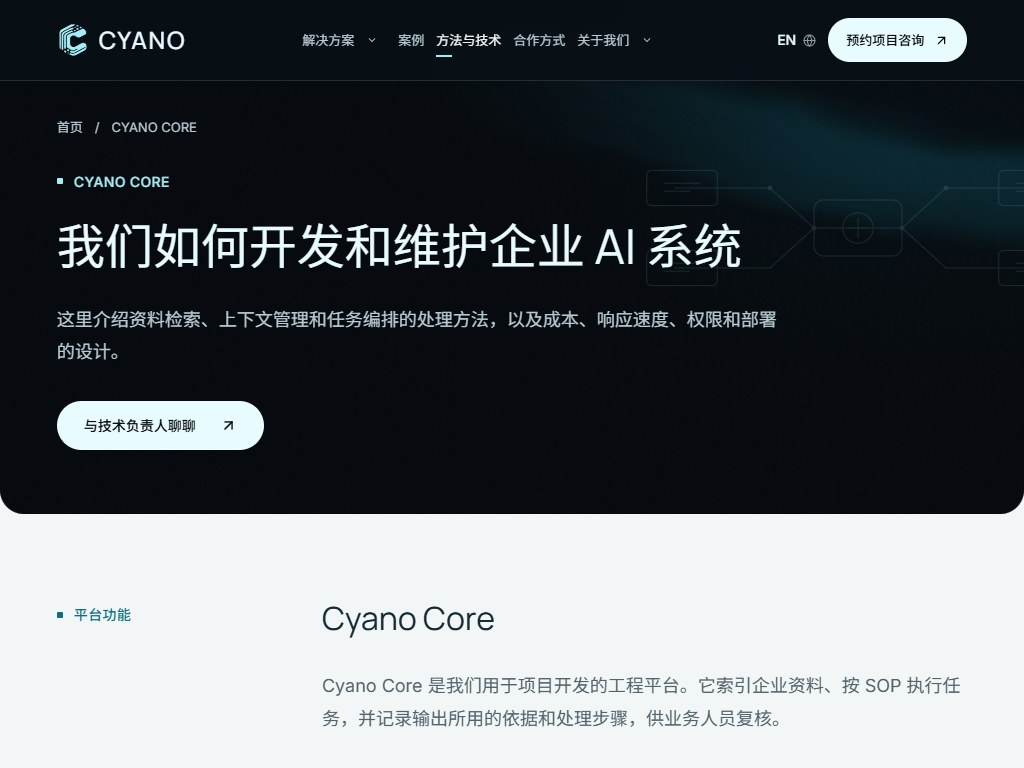 CYANO
解决方案 案例 方法与技术 合作方式 关于我们
EN
预约项目咨询
首页 / CYANO CORE
CYANO CORE
我们如何开发和维护企业 AI 系统
这里介绍资料检索、上下文管理和任务编排的处理方法，以及成本、响应速度、权限和部署
的设计。
与技术负责人聊聊
平台功能
Cyano Core
Cyano Core 是我们用于项目开发的工程平台。它索引企业资料、按 SOP 执行任
务，并记录输出所用的依据和处理步骤，供业务人员复核。